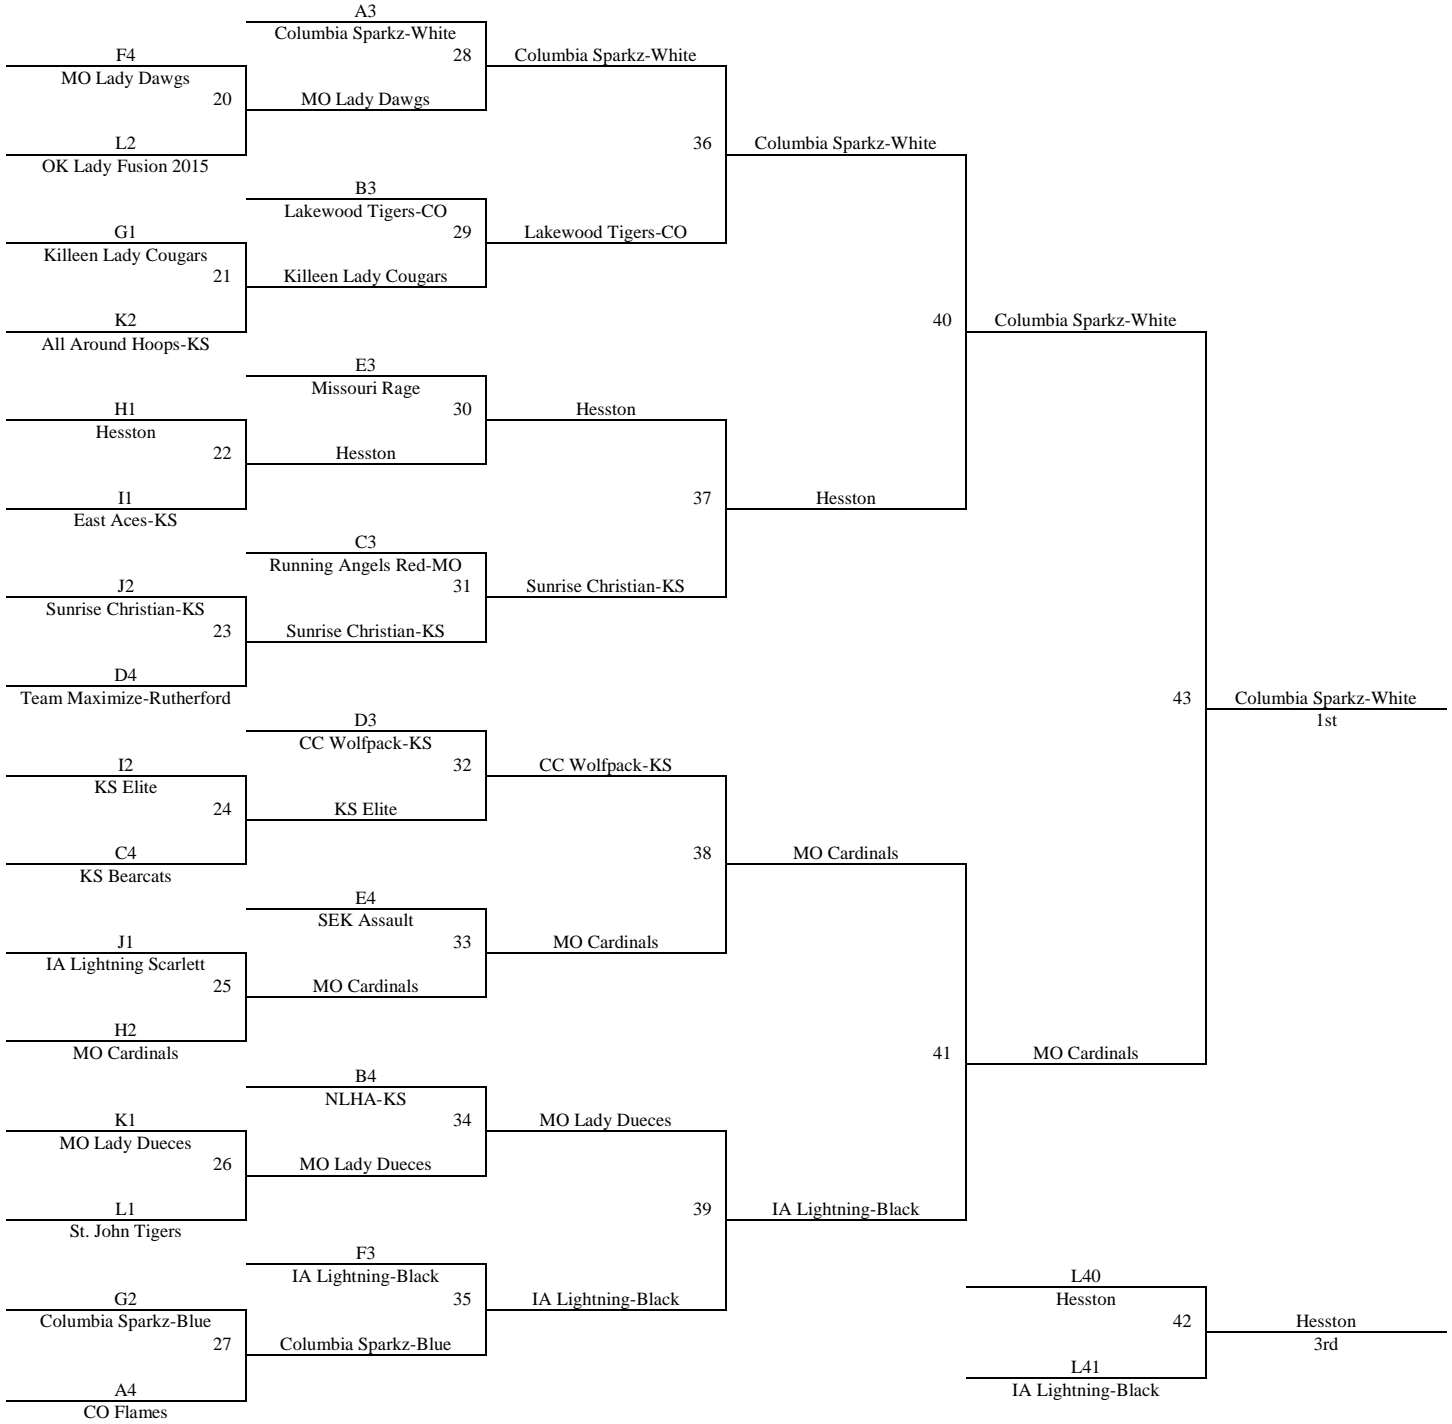 A3
Columbia Sparkz-White
F4
28
Columbia Sparkz-White
MO Lady Dawgs
20
MO Lady Dawgs
L2
36
Columbia Sparkz-White
OK Lady Fusion 2015
B3
Lakewood Tigers-CO
G1
29
Lakewood Tigers-CO
Killeen Lady Cougars
21
Killeen Lady Cougars
K2
40
Columbia Sparkz-White
All Around Hoops-KS
E3
Missouri Rage
H1
30
Hesston
Hesston
22
Hesston
I1
37
Hesston
East Aces-KS
C3
Running Angels Red-MO
J2
31
Sunrise Christian-KS
Sunrise Christian-KS
23
Sunrise Christian-KS
D4
Team Maximize-Rutherford
43
Columbia Sparkz-White
1st
D3
CC Wolfpack-KS
I2
32
CC Wolfpack-KS
KS Elite
24
KS Elite
C4
38
MO Cardinals
KS Bearcats
E4
SEK Assault
J1
33
MO Cardinals
IA Lightning Scarlett
25
MO Cardinals
H2
MO Cardinals
41
MO Cardinals
B4
NLHA-KS
K1
34
MO Lady Dueces
MO Lady Dueces
26
MO Lady Dueces
L1
39
IA Lightning-Black
St. John Tigers
F3
IA Lightning-Black
L40
Hesston
G2
35
IA Lightning-Black
Columbia Sparkz-Blue
42
Hesston
27
Columbia Sparkz-Blue
3rd
L41
IA Lightning-Black
A4
CO Flames